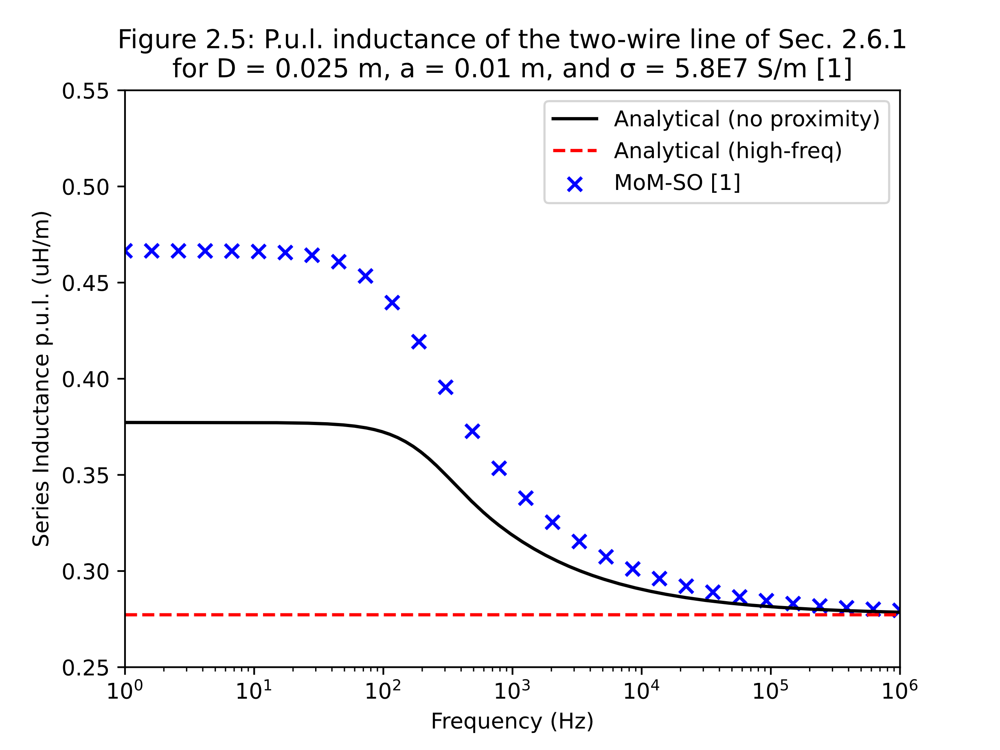 Figure 2.5: P.u.l. inductance of the two-wire line of Sec. 2.6.1
for D = 0.025 m, a = 0.01 m, and σ = 5.8E7 S/m [1]
Analytical (no proximity)
Analytical (high-freq)
MoM-SO [1]
Series Inductance p.u.l. (uH/m)
0.55
0.50
0.45
0.40
0.35
0.30
0.25
10⁰ 10¹ 10² 10³ 10⁴ 10⁵ 10⁶
Frequency (Hz)